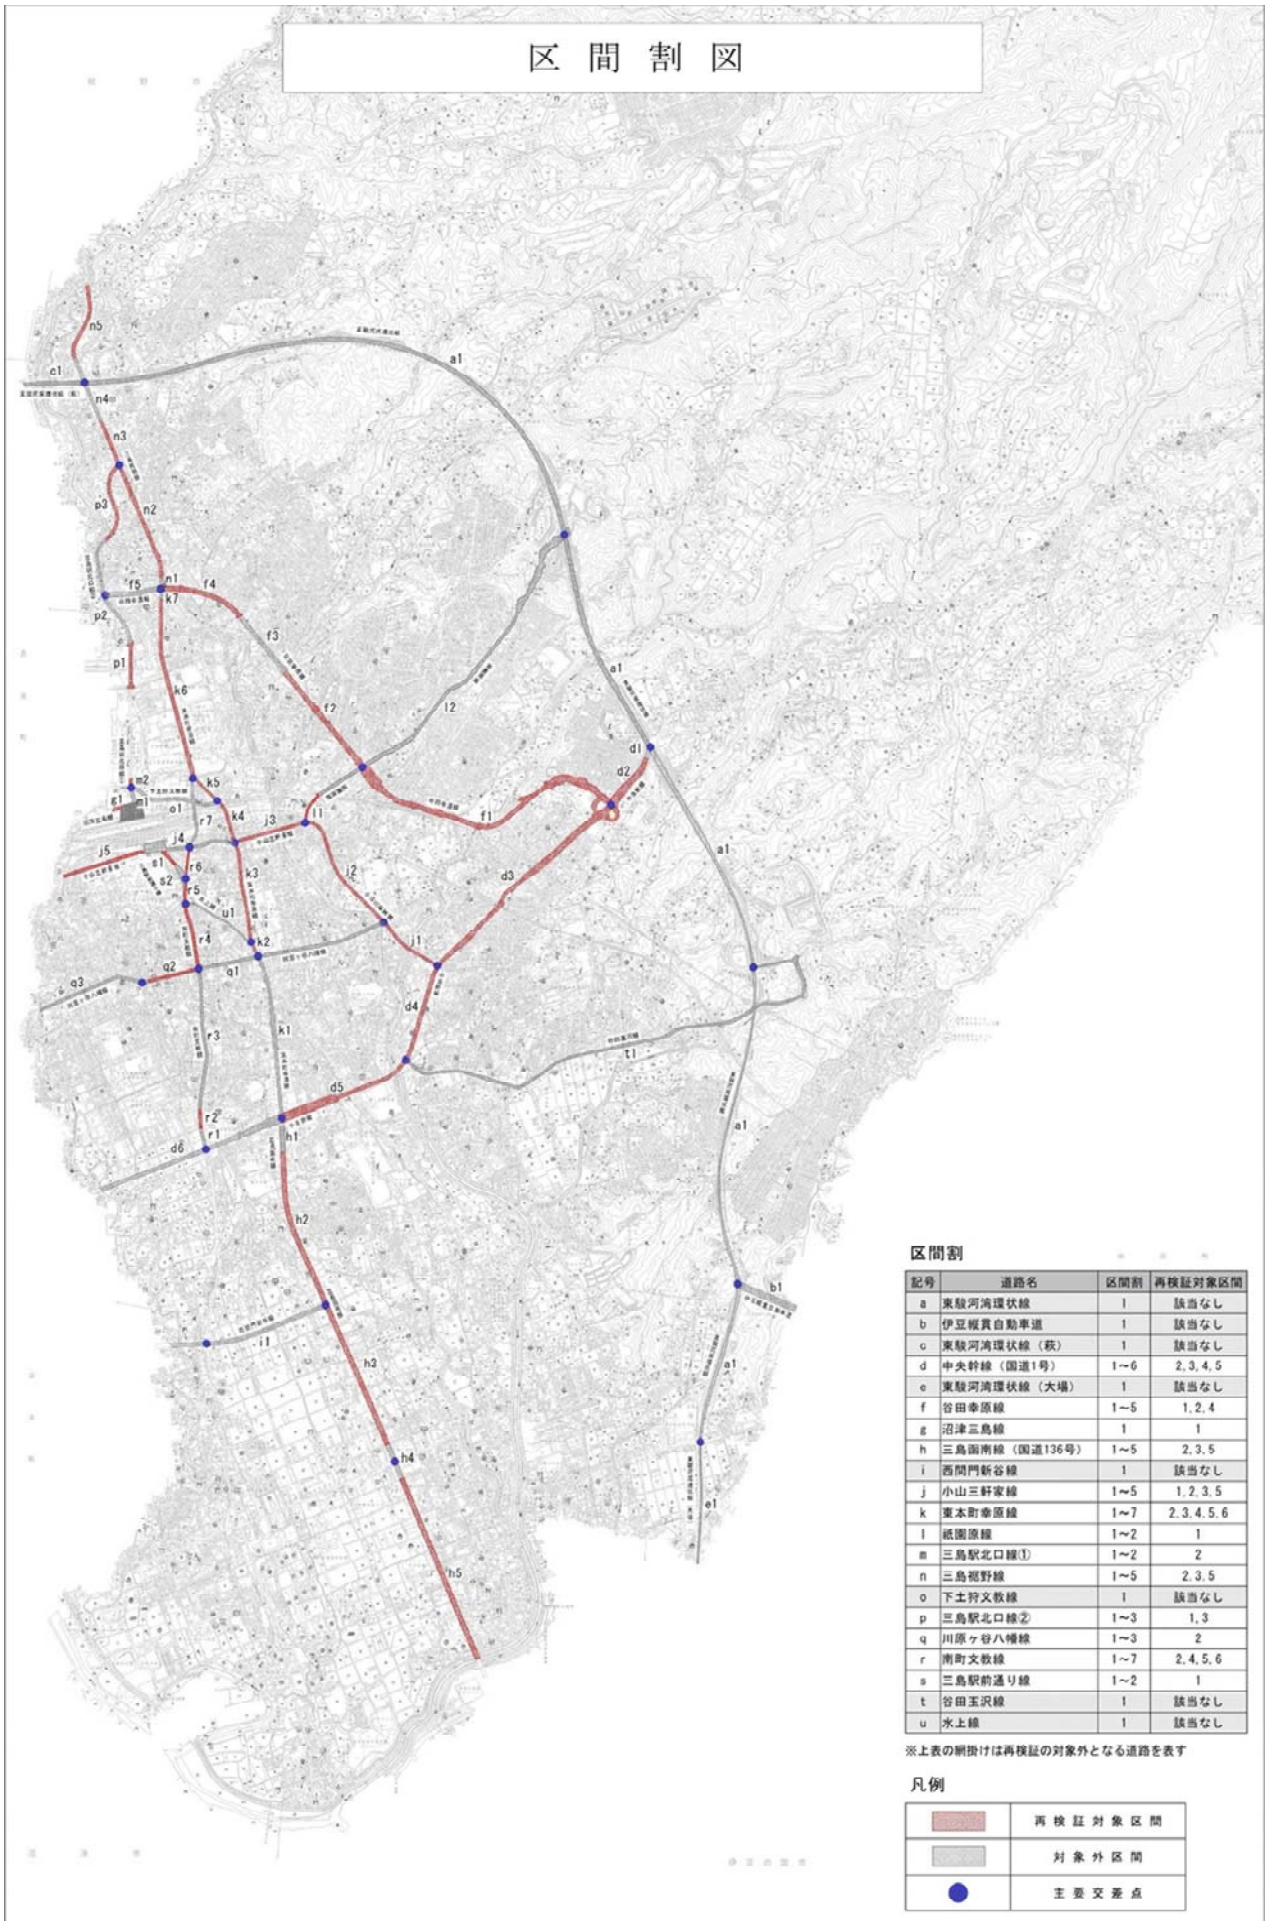 区間割図
n5
c1
a1
n4
n3
p3
n2
n1
f5
f4
k7
p2
f3
p1
a1
k6
f2
l2
d1
d2
m2
k5
g1
m1
o1
f1
k4
r7
j3
l1
j4
j5
s1
r6
k3
j2
a1
s2
d3
r5
u1
r4
k2
j1
q2
q1
q3
d4
k1
r3
t1
d5
r2
a1
h1
r1
d6
h2
b1
i1
h3
a1
h4
e1
h5
区間割
記号 道路名 区間割 再検証対象区間
a 東駿河湾環状線 1 該当なし
b 伊豆縦貫自動車道 1 該当なし
c 東駿河湾環状線（萩） 1 該当なし
d 中央幹線（国道1号） 1～6 2,3,4,5
e 東駿河湾環状線（大場） 1 該当なし
f 谷田幸原線 1～5 1,2,4
g 沼津三島線 1 1
h 三島函南線（国道136号） 1～5 2,3,5
i 西間門新谷線 1 該当なし
j 小山三軒家線 1～5 1,2,3,5
k 東本町幸原線 1～7 2,3,4,5,6
l 祇園原線 1～2 1
m 三島駅北口線① 1～2 2
n 三島裾野線 1～5 2,3,5
o 下土狩文教線 1 該当なし
p 三島駅北口線② 1～3 1,3
q 川原ヶ谷八幡線 1～3 2
r 南町文教線 1～7 2,4,5,6
s 三島駅前通り線 1～2 1
t 谷田玉沢線 1 該当なし
u 水上線 1 該当なし
※上表の網掛けは再検証の対象外となる道路を表す
凡例
再検証対象区間
対象外区間
主要交差点